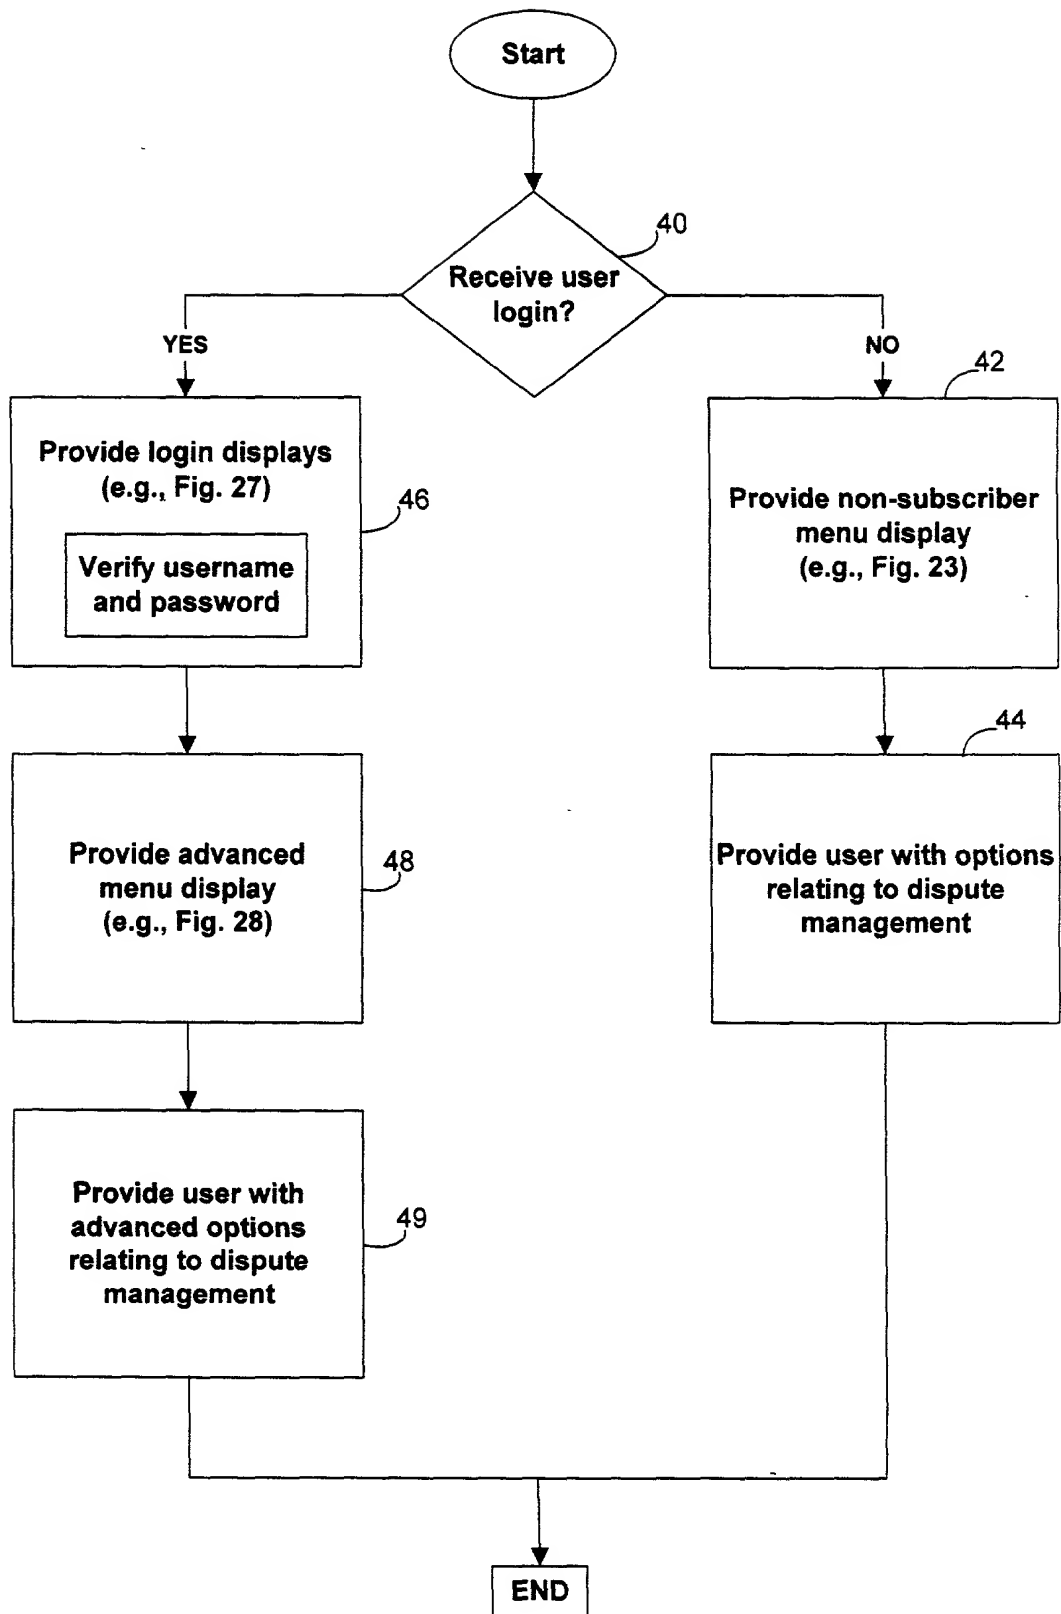 Start
40
Receive user
login?
YES
NO
42
Provide login displays
(e.g., Fig. 27)
46
Verify username
and password
Provide non-subscriber
menu display
(e.g., Fig. 23)
44
Provide advanced
menu display
(e.g., Fig. 28)
48
Provide user with options
relating to dispute
management
Provide user with
advanced options
relating to dispute
management
49
END